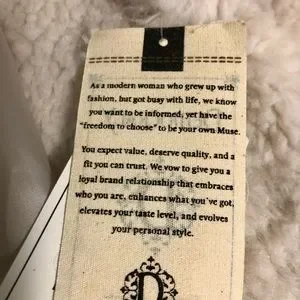 As a modern woman who grew up with
fashion, but got busy with life, we know
you want to be informed, yet have the
"freedom to choose" to be your own Muse.
You expect value, deserve quality, and a
fit you can trust. We vow to give you a
loyal brand relationship that embraces
who you are, enhances what you've got,
elevates your taste level, and evolves
your personal style.
D